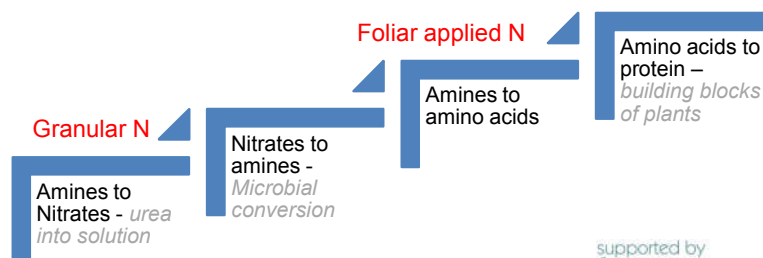 Granular N
Amines to
Nitrates - urea
into solution
Nitrates to
amines -
Microbial
conversion
Foliar applied N
Amines to
amino acids
Amino acids to
protein –
building blocks
of plants
supported by